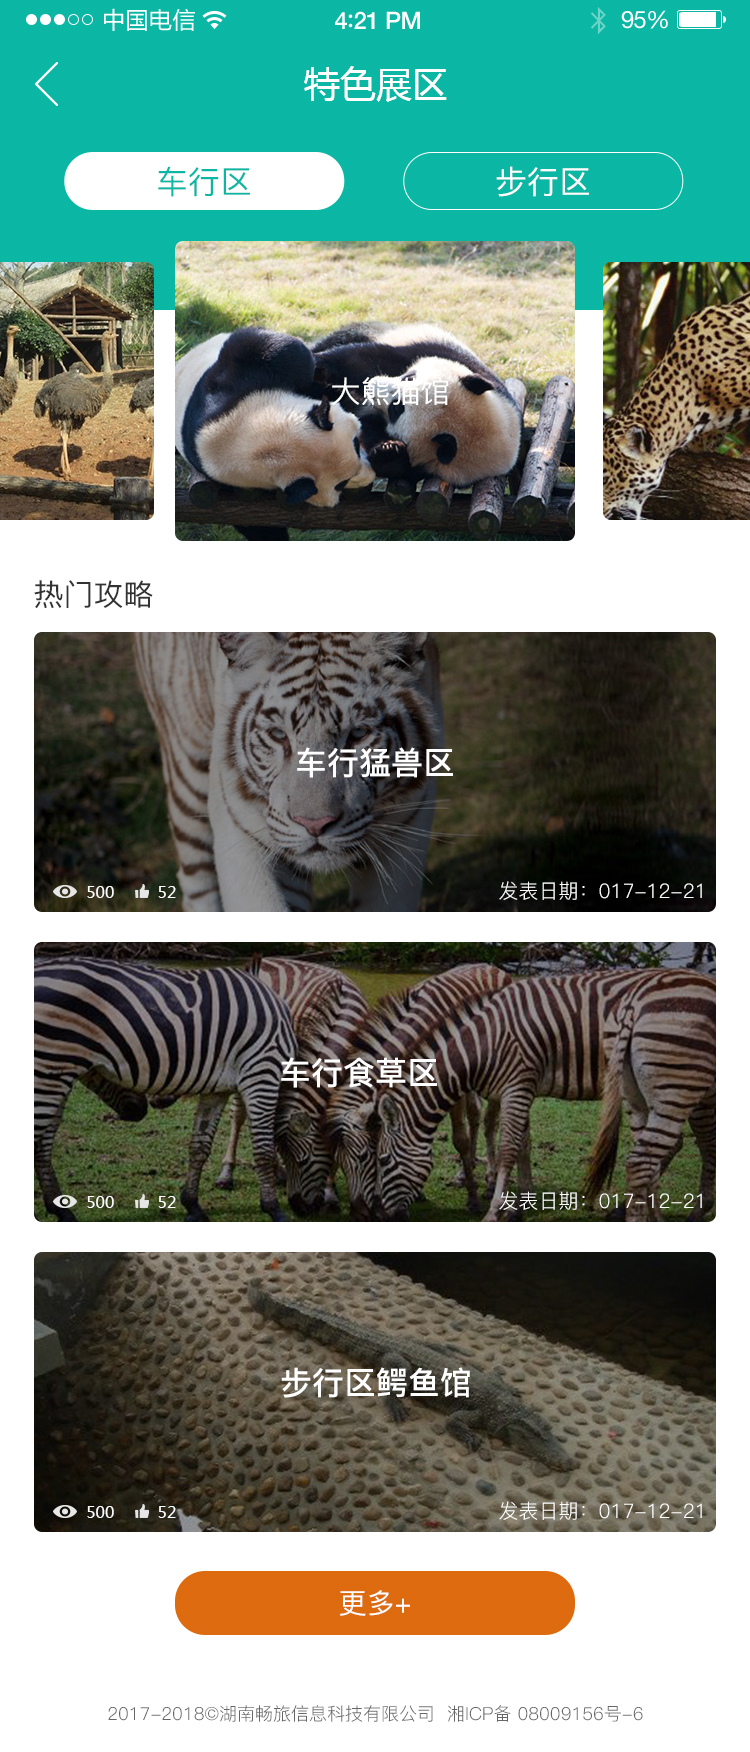 中国电信 4:21 PM 95%
特色展区
车行区 步行区
大熊猫馆
热门攻略
车行猛兽区
500 52 发表日期：017-12-21
车行食草区
500 52 发表日期：017-12-21
步行区鳄鱼馆
500 52 发表日期：017-12-21
更多+
2017-2018©湖南畅旅信息科技有限公司 湘ICP备 08009156号-6